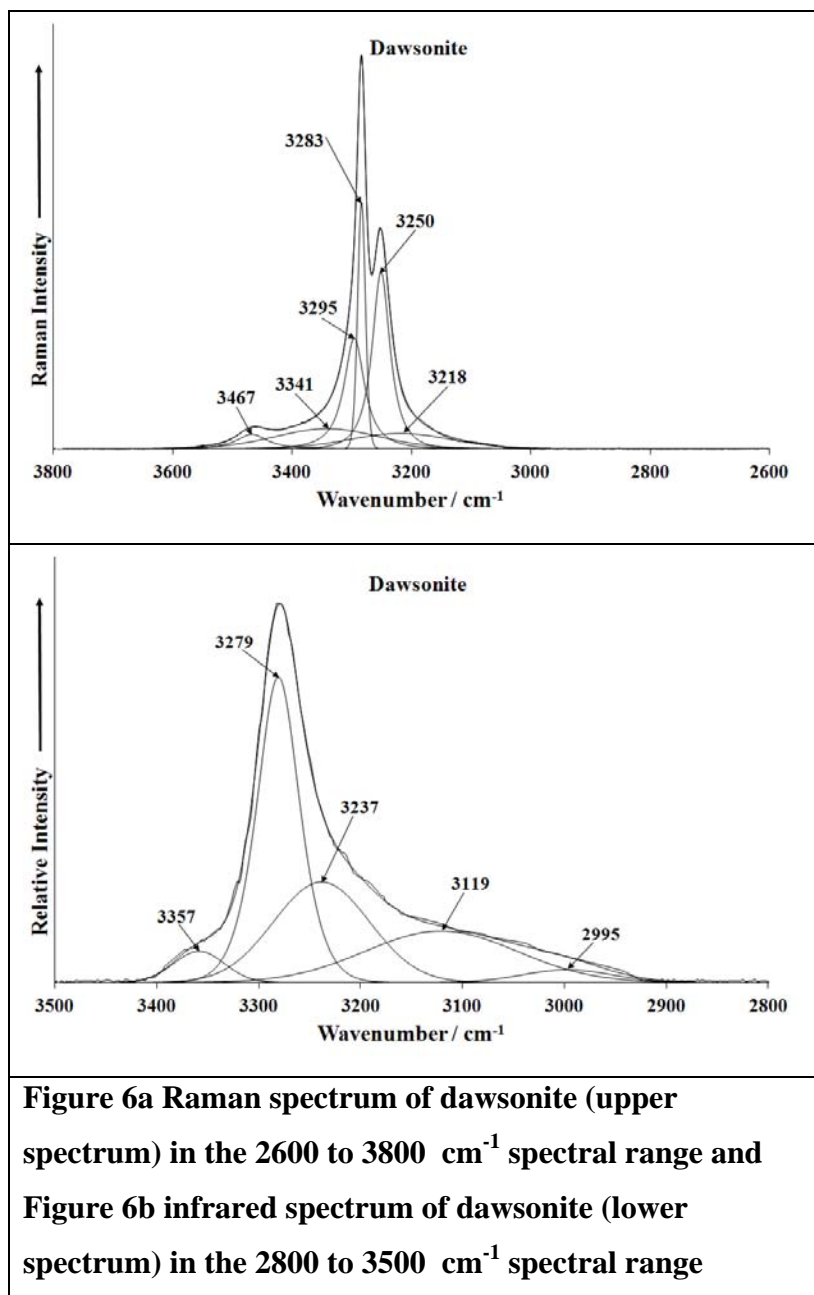 Dawsonite
Raman Intensity
3283
3250
3295
3218
3341
3467
3800 3600 3400 3200 3000 2800 2600
Wavenumber / cm-1
Dawsonite
Relative Intensity
3279
3237
3119
3357
2995
3500 3400 3300 3200 3100 3000 2900 2800
Wavenumber / cm-1
Figure 6a Raman spectrum of dawsonite (upper
spectrum) in the 2600 to 3800 cm-1 spectral range and
Figure 6b infrared spectrum of dawsonite (lower
spectrum) in the 2800 to 3500 cm-1 spectral range